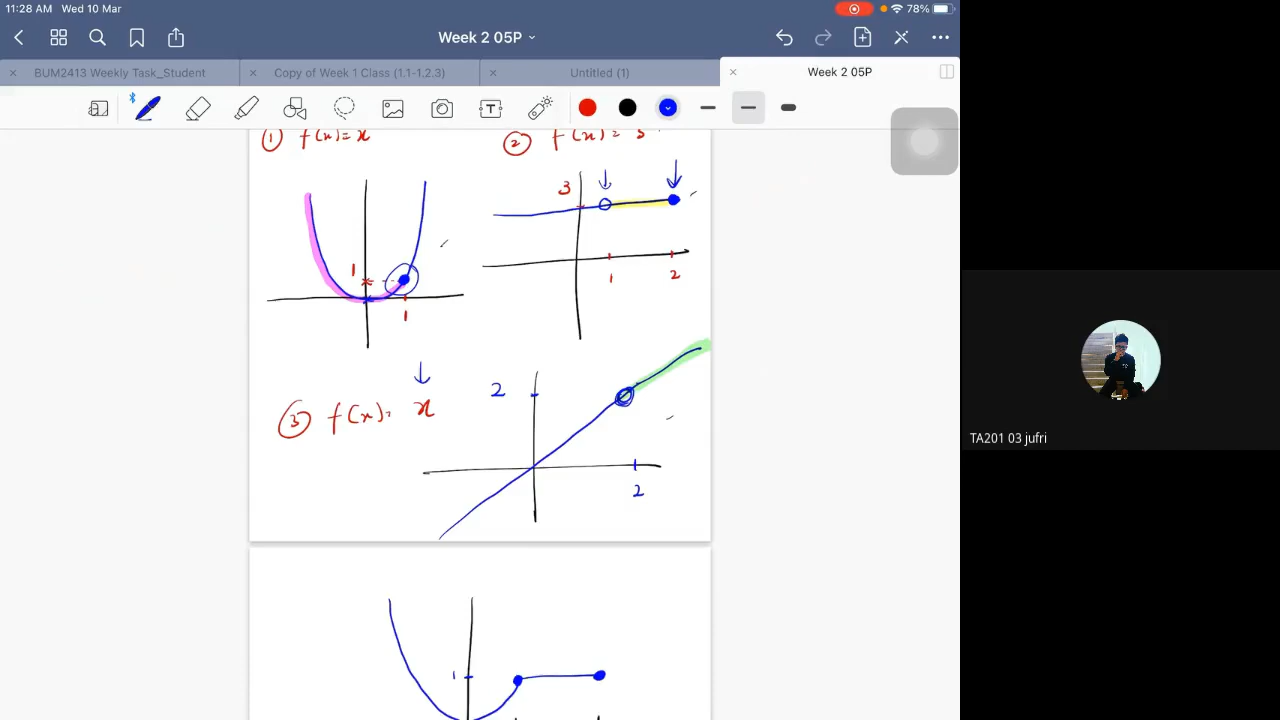 11:28 AM Wed 10 Mar
78%
Week 2 05P
BUM2413 Weekly Task_Student
Copy of Week 1 Class (1.1-1.2.3)
Untitled (1)
Week 2 05P
① f(x)= x
② f(x)= 3
3
1
1
1
2
③ f(x)= x
2
2
1
TA201 03 jufri